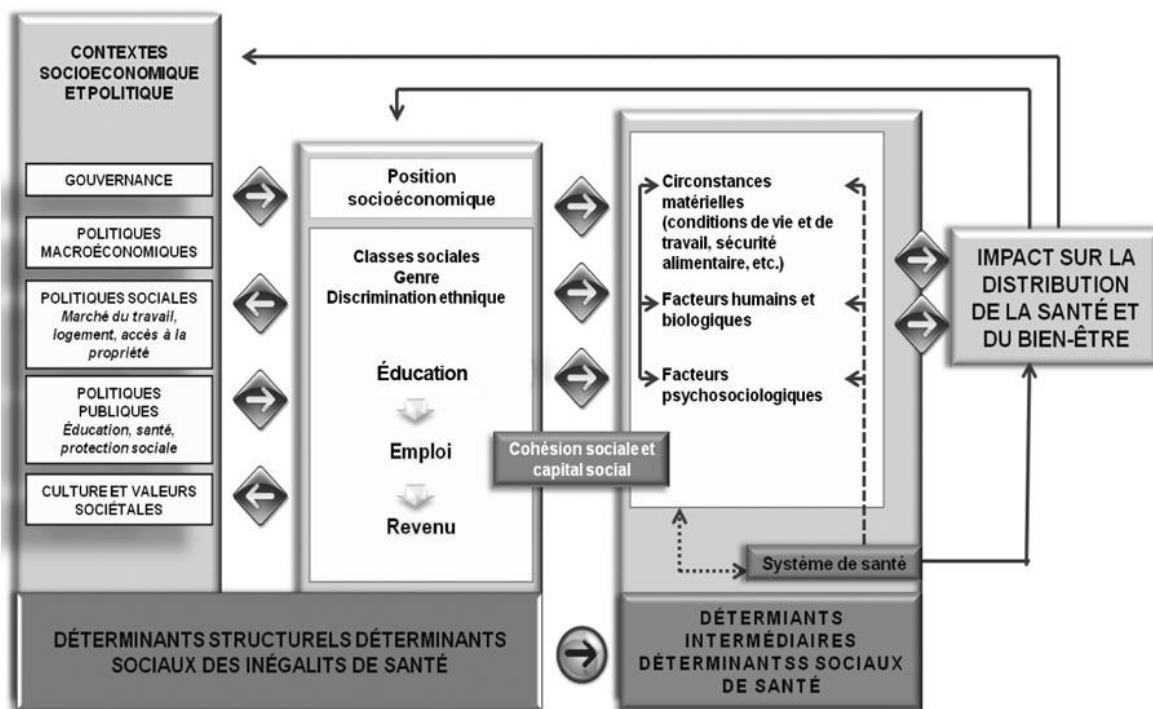 CONTEXTES
SOCIOECONOMIQUE
ET POLITIQUE
GOUVERNANCE
POLITIQUES
MACROÉCONOMIQUES
POLITIQUES SOCIALES
Marché du travail,
logement, accès à la
propriété
POLITIQUES
PUBLIQUES
Éducation, santé,
protection sociale
CULTURE ET VALEURS
SOCIÉTALES
Position
socioéconomique
Classes sociales
Genre
Discrimination ethnique
Éducation
Emploi
Revenu
Cohésion sociale et
capital social
Circonstances
matérielles
(conditions de vie et de
travail, sécurité
alimentaire, etc.)
Facteurs humains et
biologiques
Facteurs
psychosociologiques
Système de santé
IMPACT SUR LA
DISTRIBUTION
DE LA SANTÉ ET
DU BIEN-ÊTRE
DÉTERMINANTS STRUCTURELS DÉTERMINANTS
SOCIAUX DES INÉGALITS DE SANTÉ
DÉTERMIANTS
INTERMÉDIAIRES
DÉTERMINANTSS SOCIAUX
DE SANTÉ